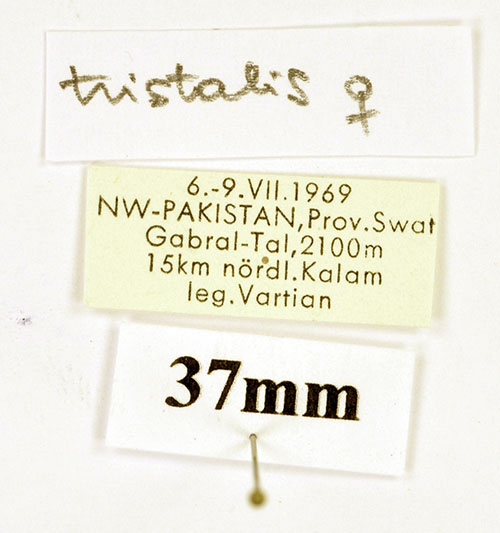 tristalis ♀
6.-9.VII.1969
NW-PAKISTAN,Prov.Swat
Gabral-Tal,2100m
15km nördl.Kalam
leg.Vartian
37mm